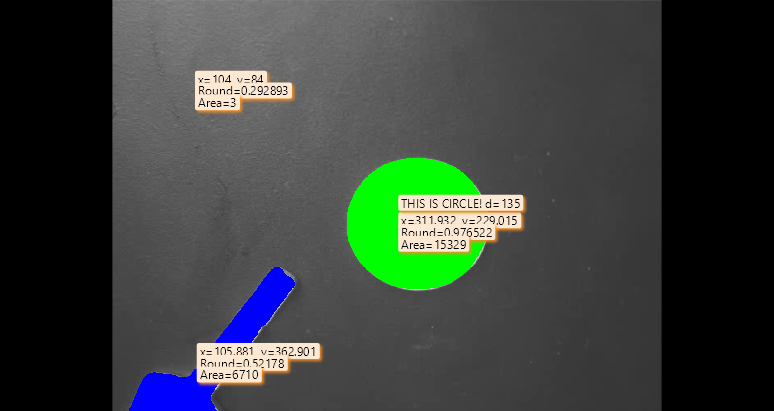 x=104 y=84
Round=0.292893
Area=3
THIS IS CIRCLE! d=135
x=311.932 y=229.015
Round=0.976522
Area=15329
x=105.881 y=362.901
Round=0.52178
Area=6710